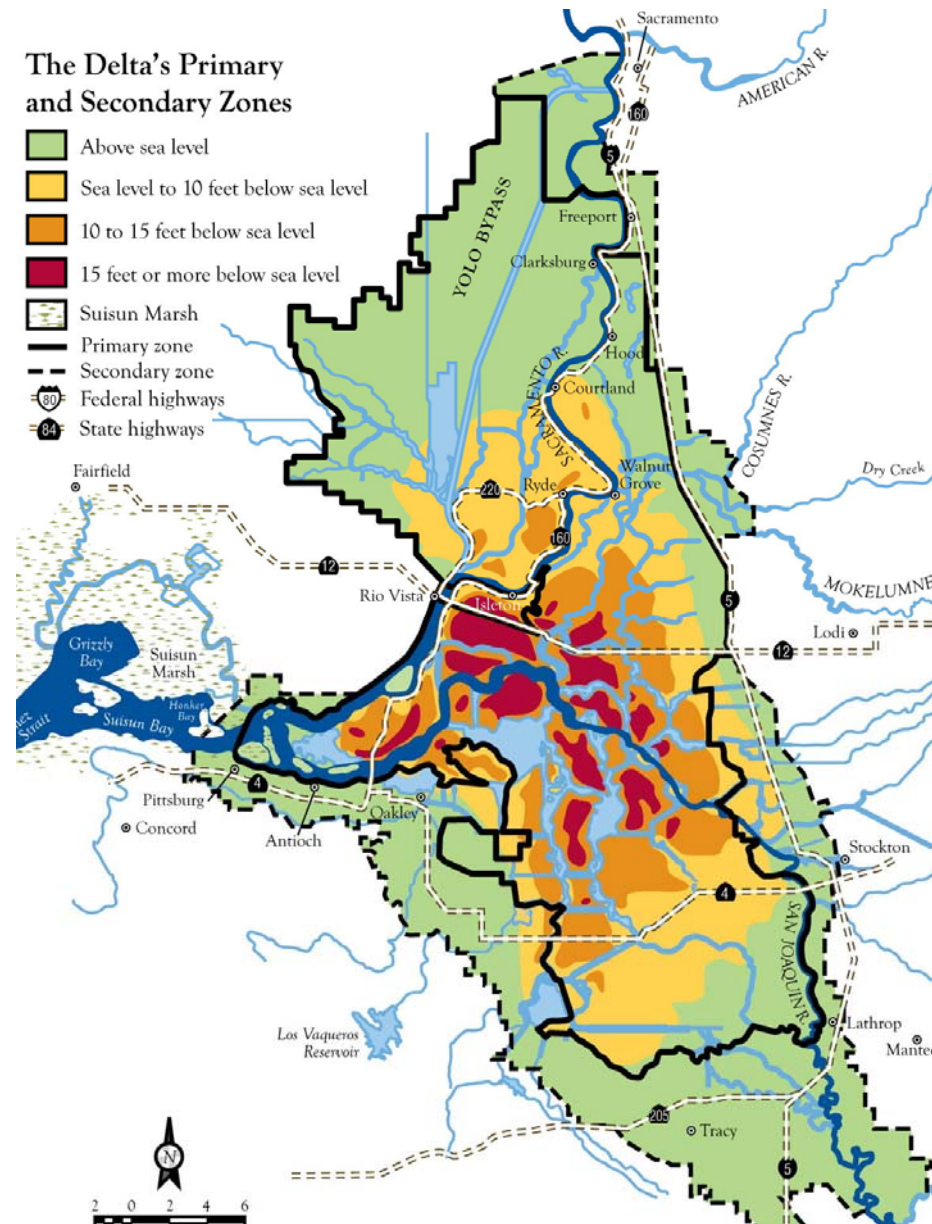 The Delta's Primary
and Secondary Zones
Above sea level
Sea level to 10 feet below sea level
10 to 15 feet below sea level
15 feet or more below sea level
Suisun Marsh
Primary zone
Secondary zone
80
Federal highways
84
State highways
Sacramento
AMERICAN R.
160
5
Freeport
YOLO BYPASS
Clarksburg
Hood
SACRAMENTO R.
Courtland
COSUMNES R.
Walnut
Grove
Ryde
Dry Creek
Fairfield
220
160
12
MOKELUMNE
Rio Vista
Isleton
5
Lodi
12
Grizzly
Bay
Suisun
Marsh
Honker
Bay
Suisun Bay
nez
Strait
4
Pittsburg
Antioch
Oakley
Concord
Stockton
4
SAN JOAQUIN R.
Los Vaqueros
Reservoir
Lathrop
Mantec
205
Tracy
5
N
2 0 2 4 6